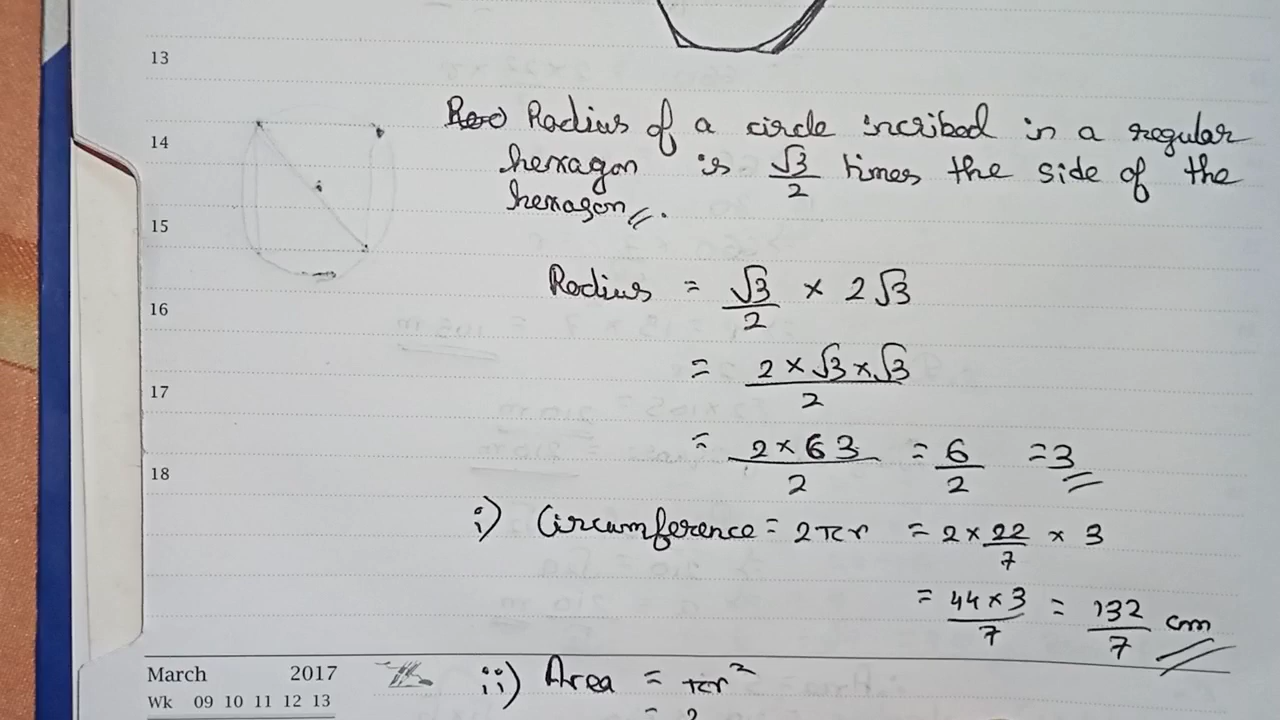 13
Radius of a circle incribed in a regular
14
hexagon is √3/2 times the side of the
hexagon.
15
Radius = √3/2 × 2√3
16
= 2×√3×√3/2
17
= 2×6 3/2 = 6/2 = 3
18
i) Circumference = 2πr = 2×22/7 × 3
= 44×3/7 = 132/7 cm
March 2017
ii) Area = πr²
Wk 09 10 11 12 13